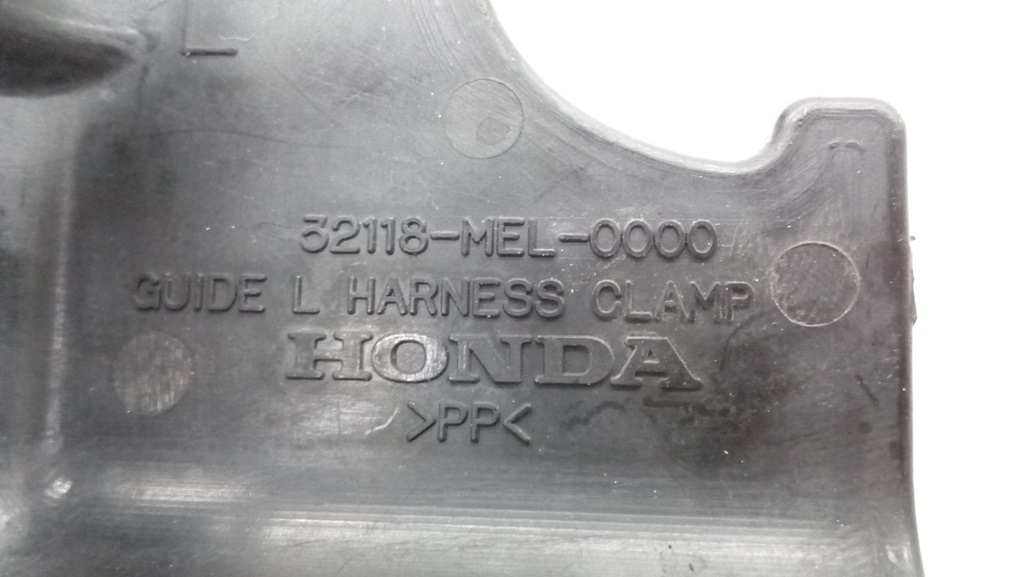 L
32118-MEL-0000
GUIDE L HARNESS CLAMP
HONDA
>PP<